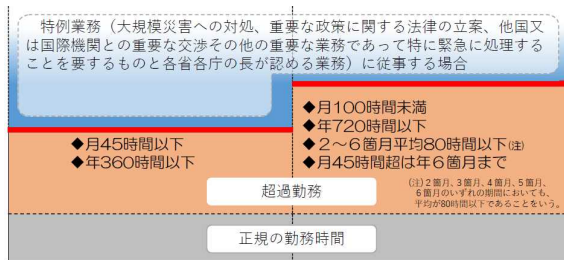 特例業務（大規模災害への対処、重要な政策に関する法律の立案、他国又
は国際機関との重要な交渉その他の重要な業務であって特に緊急に処理する
ことを要するものと各省各庁の長が認める業務）に従事する場合
◆月45時間以下
◆年360時間以下
◆月100時間未満
◆年720時間以下
◆２～６箇月平均80時間以下(注)
◆月45時間超は年６箇月まで
(注)２箇月、３箇月、４箇月、５箇月、
６箇月のいずれの期間においても、
平均が80時間以下であることをいう。
超過勤務
正規の勤務時間